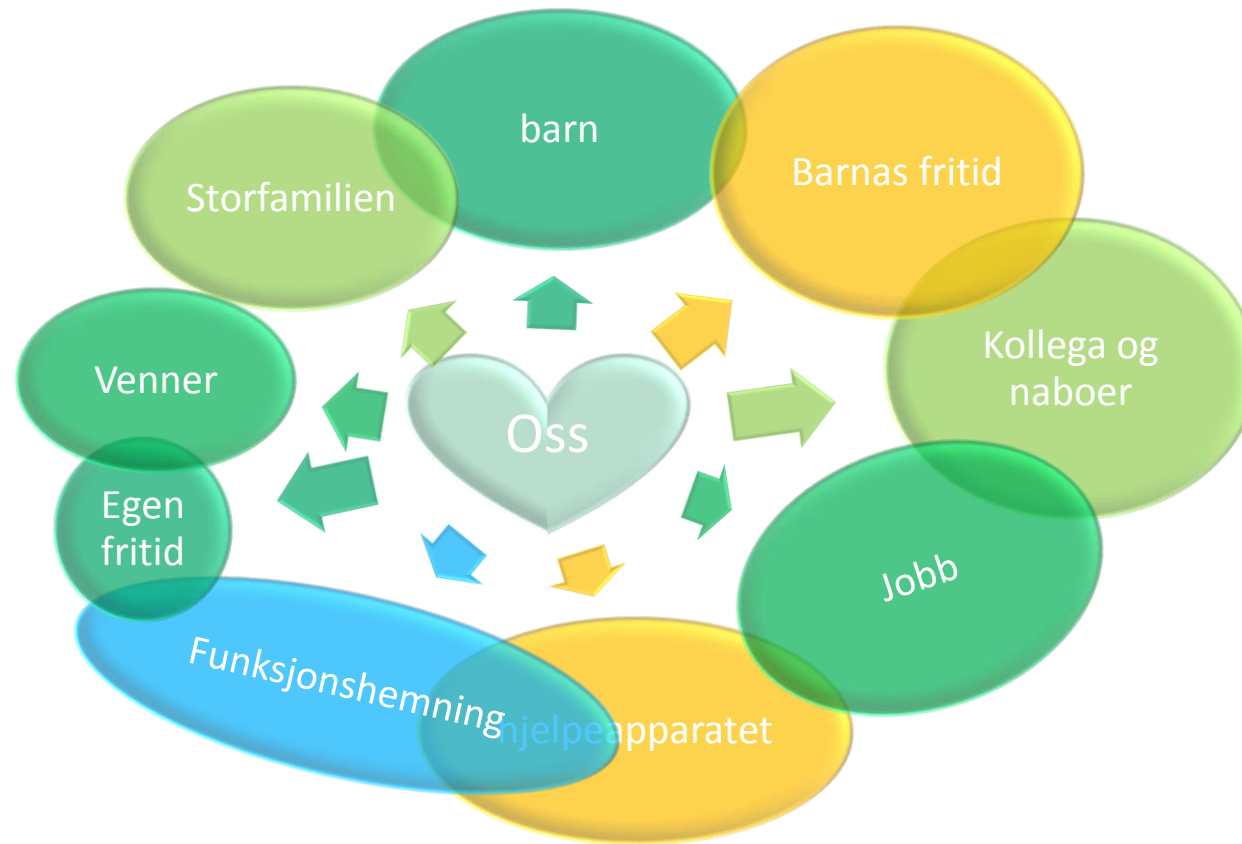 barn
Barnas fritid
Storfamilien
Kollega og
naboer
Venner
Oss
Egen
fritid
Jobb
Funksjonshemning
hjelpeapparatet